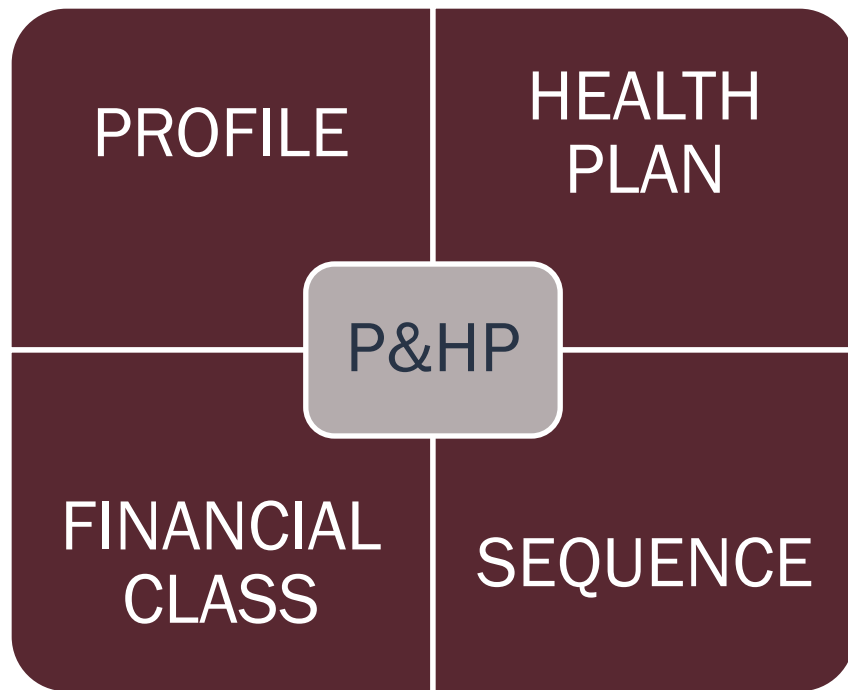 PROFILE
HEALTH
PLAN
P&HP
FINANCIAL
CLASS
SEQUENCE